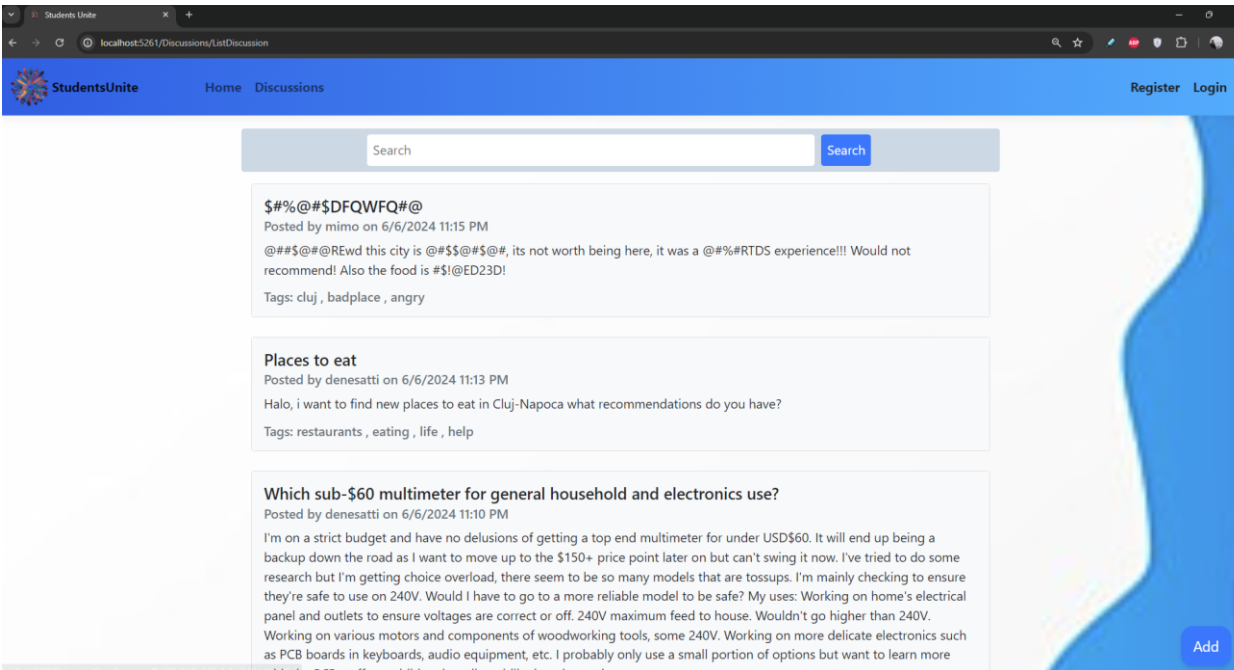 Students Unite
localhost:5261/Discussions/ListDiscussion
ABP
StudentsUnite Home Discussions Register Login
Search Search
$#%@#$DFQWFQ#@
Posted by mimo on 6/6/2024 11:15 PM
@##$@#@REwd this city is @#$$@#$@#, its not worth being here, it was a @#%#RTDS experience!!! Would not
recommend! Also the food is #$!@ED23D!
Tags: cluj , badplace , angry
Places to eat
Posted by denesatti on 6/6/2024 11:13 PM
Halo, i want to find new places to eat in Cluj-Napoca what recommendations do you have?
Tags: restaurants , eating , life , help
Which sub-$60 multimeter for general household and electronics use?
Posted by denesatti on 6/6/2024 11:10 PM
I'm on a strict budget and have no delusions of getting a top end multimeter for under USD$60. It will end up being a
backup down the road as I want to move up to the $150+ price point later on but can't swing it now. I've tried to do some
research but I'm getting choice overload, there seem to be so many models that are tossups. I'm mainly checking to ensure
they're safe to use on 240V. Would I have to go to a more reliable model to be safe? My uses: Working on home's electrical
panel and outlets to ensure voltages are correct or off. 240V maximum feed to house. Wouldn't go higher than 240V.
Working on various motors and components of woodworking tools, some 240V. Working on more delicate electronics such
as PCB boards in keyboards, audio equipment, etc. I probably only use a small portion of options but want to learn more
Add